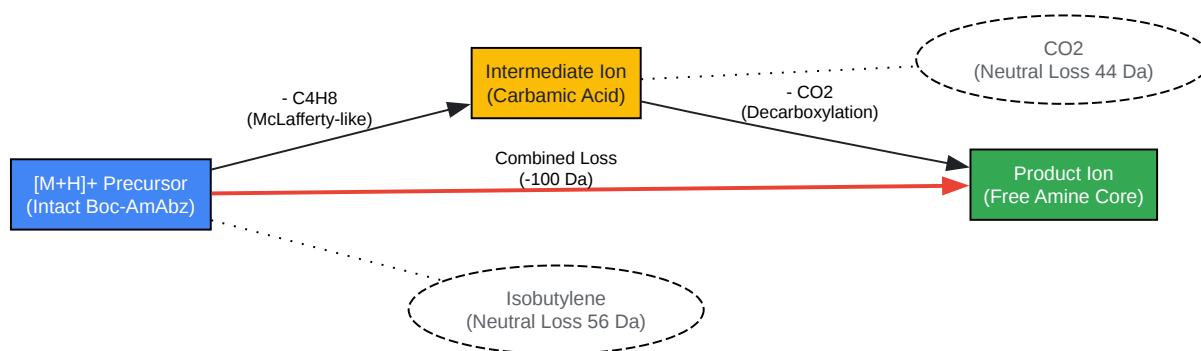 CO2
(Neutral Loss 44 Da)
Intermediate Ion
(Carbamic Acid)
- C4H8
(McLafferty-like)
- CO2
(Decarboxylation)
[M+H]+ Precursor
(Intact Boc-AmAbz)
Combined Loss
(-100 Da)
Product Ion
(Free Amine Core)
Isobutylene
(Neutral Loss 56 Da)